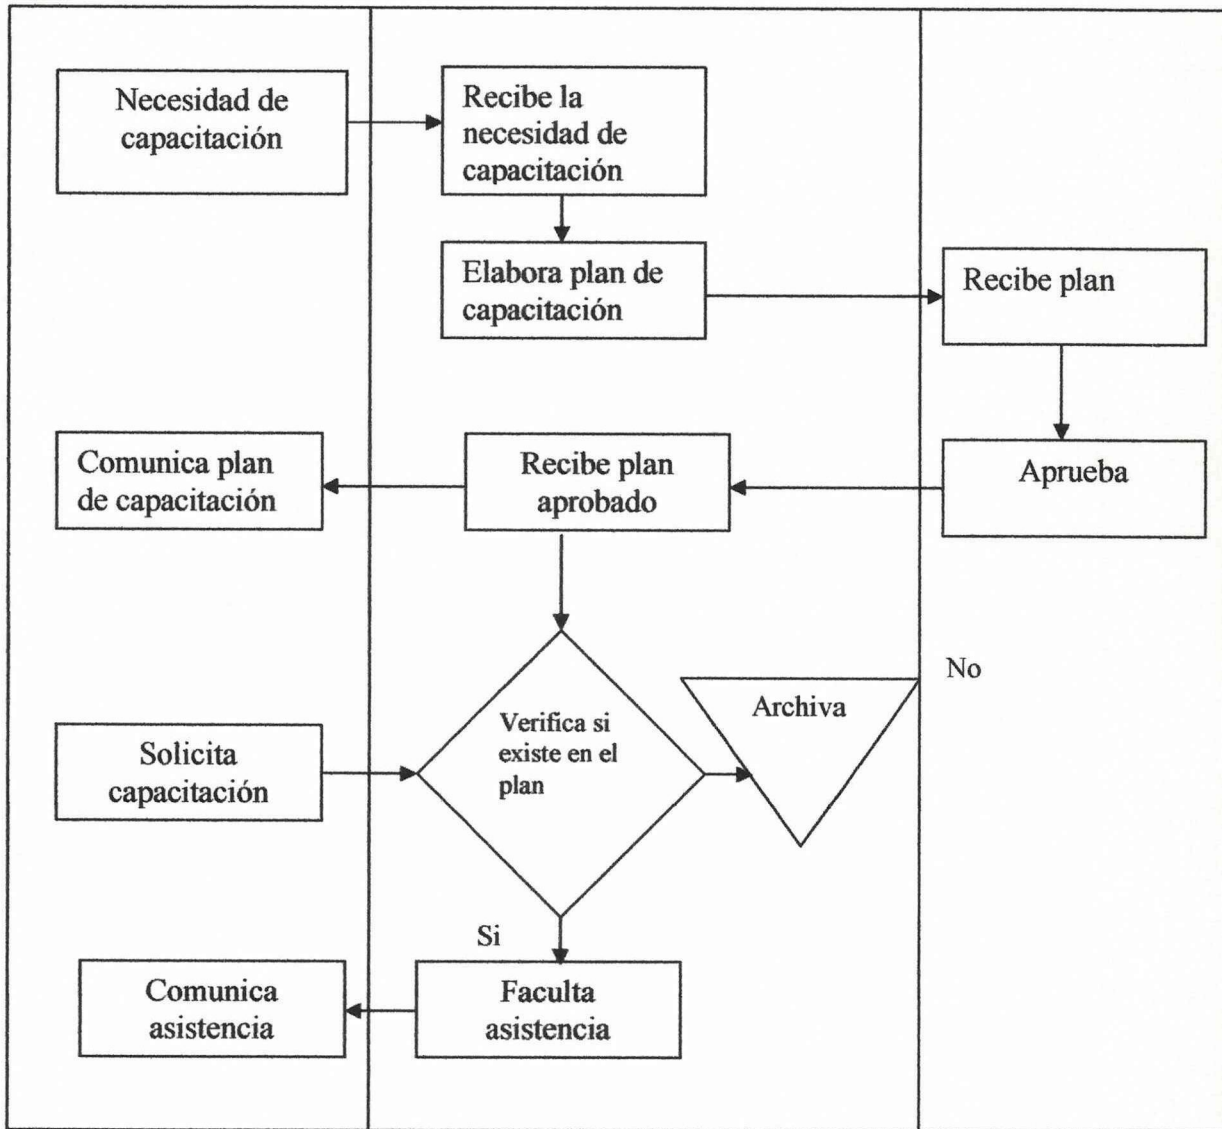 Necesidad de
capacitación
Recibe la
necesidad de
capacitación
Elabora plan de
capacitación
Recibe plan
Comunica plan
de capacitación
Recibe plan
aprobado
Aprueba
No
Archiva
Verifica si
existe en el
plan
Solicita
capacitación
Si
Comunica
asistencia
Faculta
asistencia